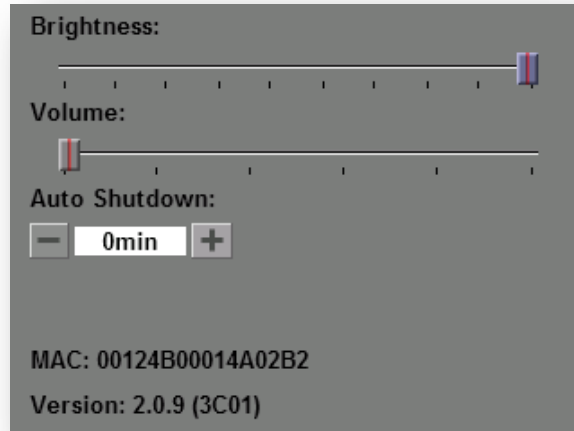 Brightness:
Volume:
Auto Shutdown:
0min
MAC: 00124B00014A02B2
Version: 2.0.9 (3C01)